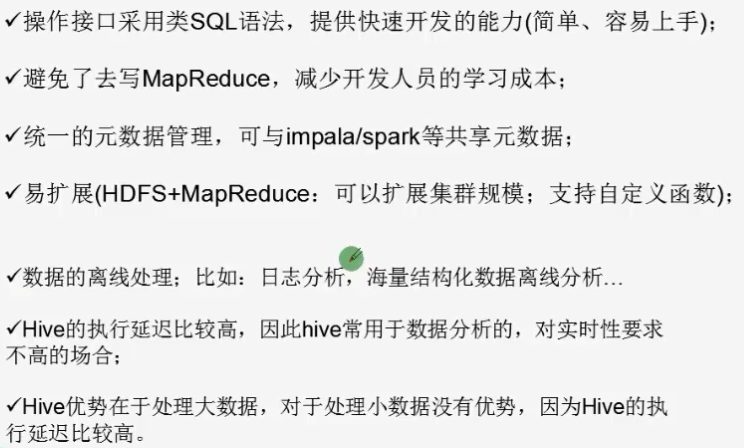 ✓操作接口采用类SQL语法，提供快速开发的能力(简单、容易上手)；
✓避免了去写MapReduce，减少开发人员的学习成本；
✓统一的元数据管理，可与impala/spark等共享元数据；
✓易扩展(HDFS+MapReduce：可以扩展集群规模；支持自定义函数)；
✓数据的离线处理；比如：日志分析，海量结构化数据离线分析…
✓Hive的执行延迟比较高，因此hive常用于数据分析的，对实时性要求
不高的场合；
✓Hive优势在于处理大数据，对于处理小数据没有优势，因为Hive的执
行延迟比较高。